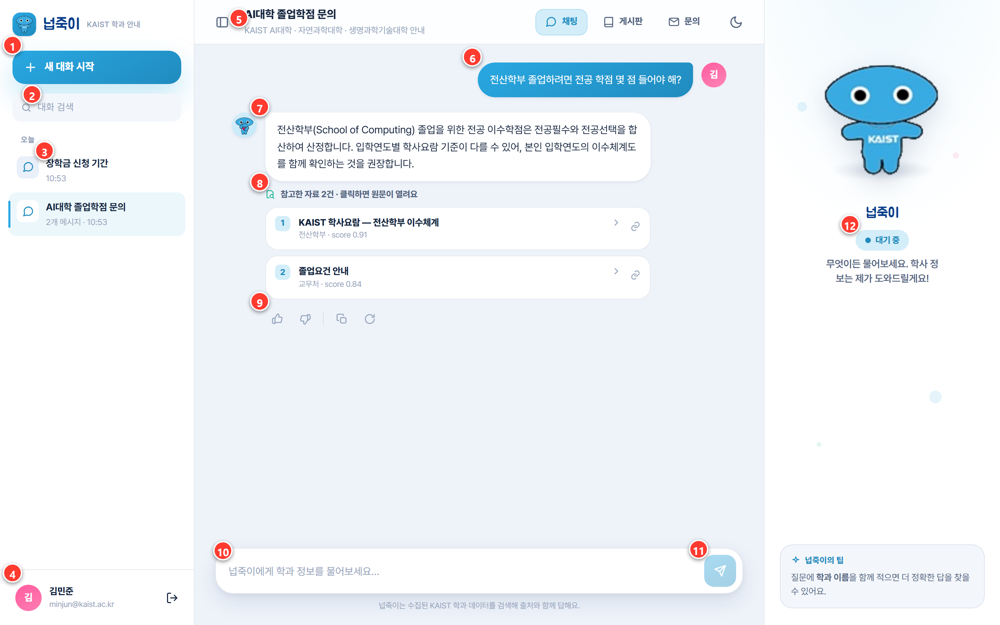 넙죽이 KAIST 학과 안내
1
새 대화 시작
2
대화 검색
오늘
3
장학금 신청 기간
10:53
AI대학 졸업학점 문의
2개 메시지 · 10:53
4
김
김민준
minjun@kaist.ac.kr
5
AI대학 졸업학점 문의
KAIST AI대학 · 자연과학대학 · 생명과학기술대학 안내
채팅
게시판
문의
6
전산학부 졸업하려면 전공 학점 몇 점 들어야 해?
김
7
전산학부(School of Computing) 졸업을 위한 전공 이수학점은 전공필수와 전공선택을 합
산하여 산정합니다. 입학연도별 학사요람 기준이 다를 수 있어, 본인 입학연도의 이수체계도
를 함께 확인하는 것을 권장합니다.
8
참고한 자료 2건 · 클릭하면 원문이 열려요
1
KAIST 학사요람 — 전산학부 이수체계
전산학부 · score 0.91
2
졸업요건 안내
교무처 · score 0.84
9
10
넙죽이에게 학과 정보를 물어보세요...
11
넙죽이는 수집된 KAIST 학과 데이터를 검색해 출처와 함께 답해요.
KAIST
넙죽이
12
대기 중
무엇이든 물어보세요. 학사 정
보는 제가 도와드릴게요!
넙죽이의 팁
질문에 학과 이름을 함께 적으면 더 정확한 답을 찾을
수 있어요.